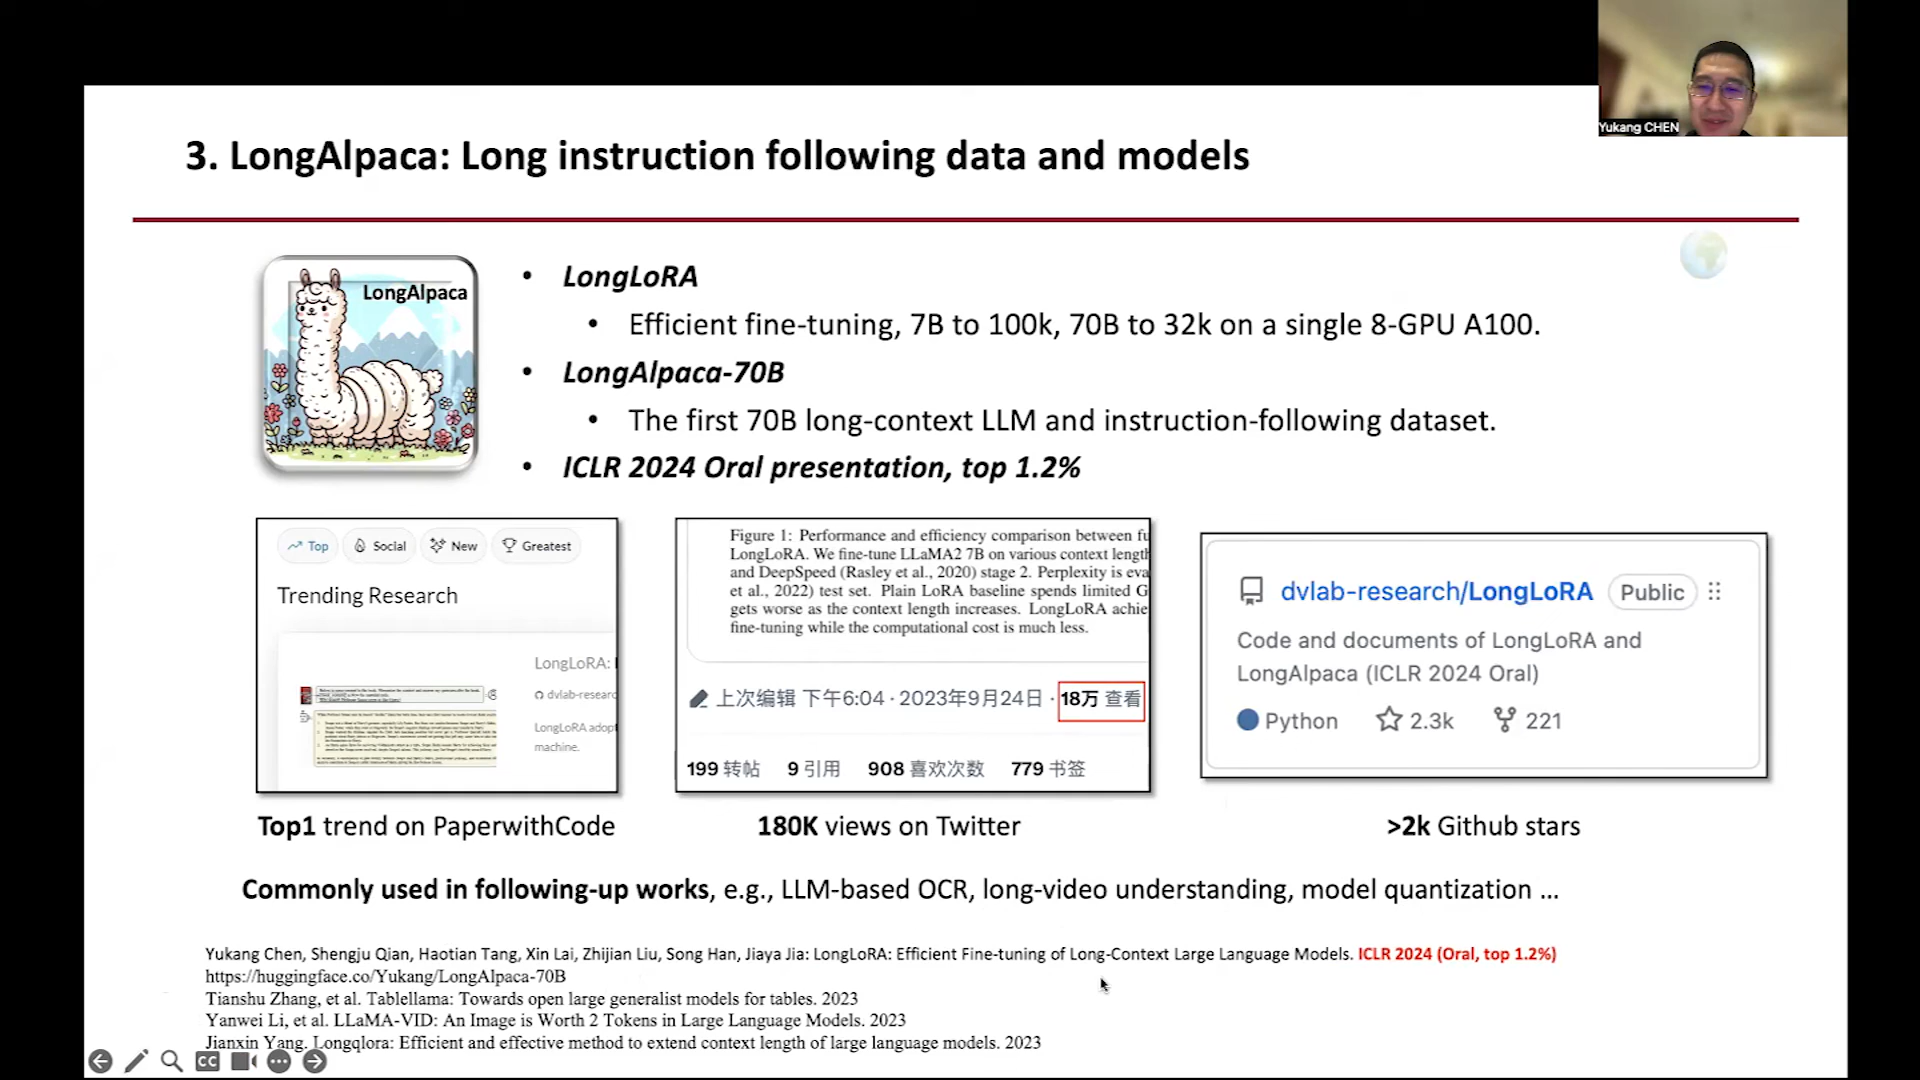 Yukang CHEN
3. LongAlpaca: Long instruction following data and models
LongAlpaca
• LongLoRA
• Efficient fine-tuning, 7B to 100k, 70B to 32k on a single 8-GPU A100.
• LongAlpaca-70B
• The first 70B long-context LLM and instruction-following dataset.
• ICLR 2024 Oral presentation, top 1.2%
Top Social New Greatest
Trending Research
LongLoRA:
dvlab-researc
LongLoRA adopt
machine.
Top1 trend on PaperwithCode
Figure 1: Performance and efficiency comparison between fu
LongLoRA. We fine-tune LLaMA2 7B on various context length
and DeepSpeed (Rasley et al., 2020) stage 2. Perplexity is eva
et al., 2022) test set. Plain LoRA baseline spends limited G
gets worse as the context length increases. LongLoRA achie
fine-tuning while the computational cost is much less.
上次编辑 下午6:04 · 2023年9月24日 · 18万 查看
199 转帖 9 引用 908 喜欢次数 779 书签
180K views on Twitter
dvlab-research/LongLoRA Public
Code and documents of LongLoRA and
LongAlpaca (ICLR 2024 Oral)
Python 2.3k 221
>2k Github stars
Commonly used in following-up works, e.g., LLM-based OCR, long-video understanding, model quantization ...
Yukang Chen, Shengju Qian, Haotian Tang, Xin Lai, Zhijian Liu, Song Han, Jiaya Jia: LongLoRA: Efficient Fine-tuning of Long-Context Large Language Models. ICLR 2024 (Oral, top 1.2%)
https://huggingface.co/Yukang/LongAlpaca-70B
Tianshu Zhang, et al. Tablellama: Towards open large generalist models for tables. 2023
Yanwei Li, et al. LLaMA-VID: An Image is Worth 2 Tokens in Large Language Models. 2023
Jianxin Yang. Longqlora: Efficient and effective method to extend context length of large language models. 2023
CC